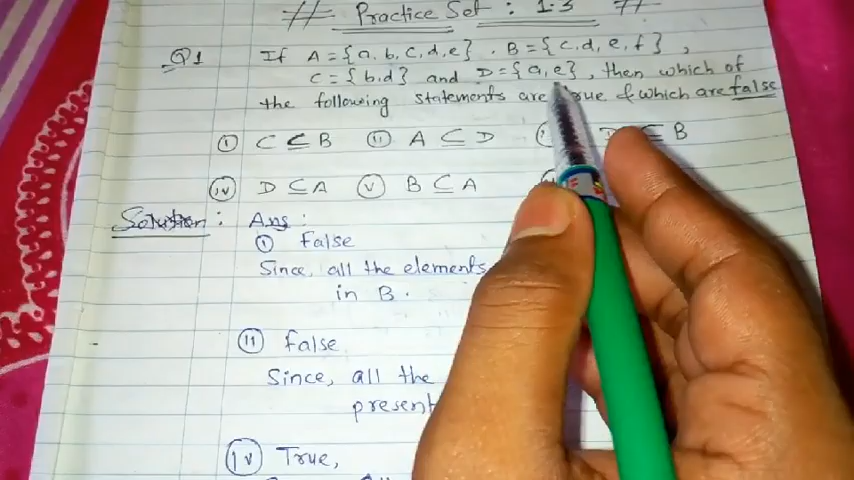 # Practice Set : 1.3 #
Q1 If A = {a, b, c, d, e} . B = {c, d, e, f} ,
C = {b, d} and D = {a, e} , then which of
the following statements are true & which are false
(i) C ⊆ B (ii) A ⊆ D ⊆ B
(iv) D ⊆ A (v) B ⊆ A
Solution : Ans :
(i) False
Since, all the elements
in B .
(ii) false
Since, all the
present
(iv) True,